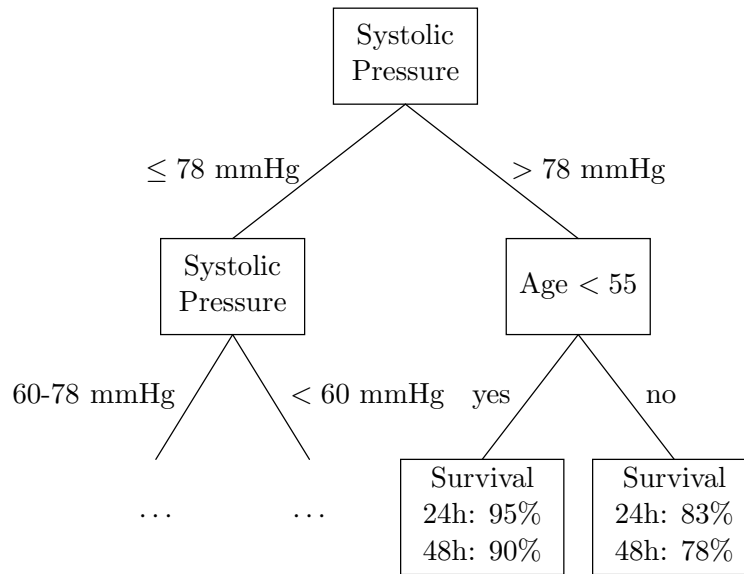 Systolic
Pressure
≤ 78 mmHg
> 78 mmHg
Systolic
Pressure
Age < 55
60-78 mmHg
< 60 mmHg
yes
no
. . .
. . .
Survival
24h: 95%
48h: 90%
Survival
24h: 83%
48h: 78%